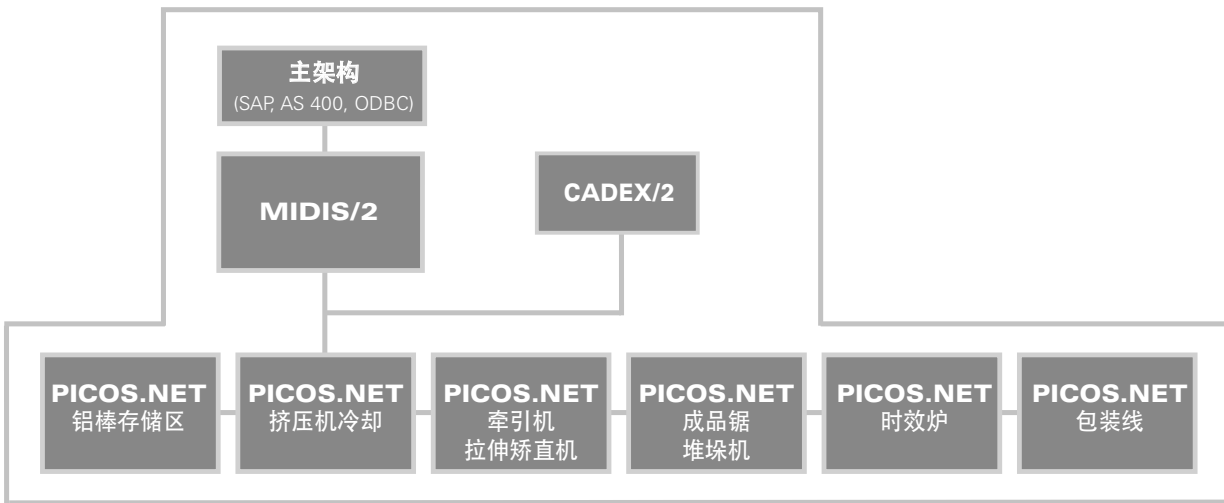 主架构
(SAP, AS 400, ODBC)
MIDIS/2
CADEX/2
PICOS.NET
铝棒存储区
PICOS.NET
挤压机冷却
PICOS.NET
牵引机
拉伸矫直机
PICOS.NET
成品锯
堆垛机
PICOS.NET
时效炉
PICOS.NET
包装线